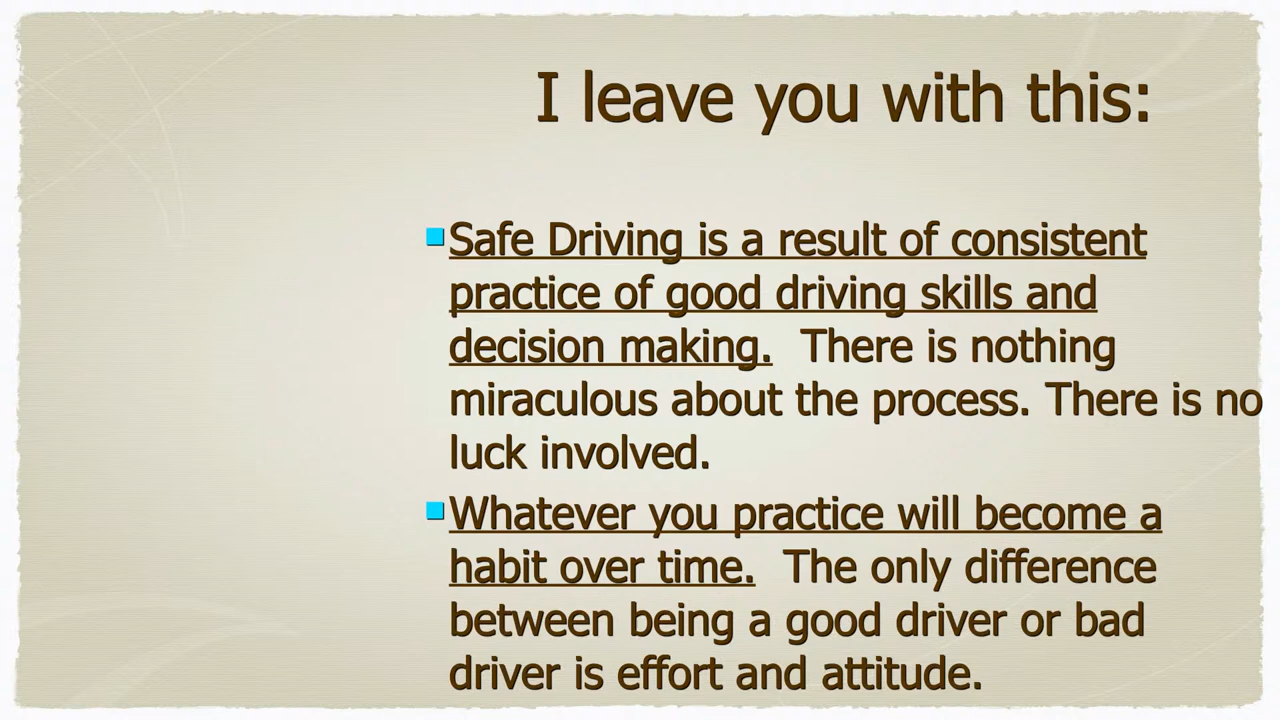 I leave you with this:
Safe Driving is a result of consistent
practice of good driving skills and
decision making.  There is nothing
miraculous about the process. There is no
luck involved.
Whatever you practice will become a
habit over time.  The only difference
between being a good driver or bad
driver is effort and attitude.